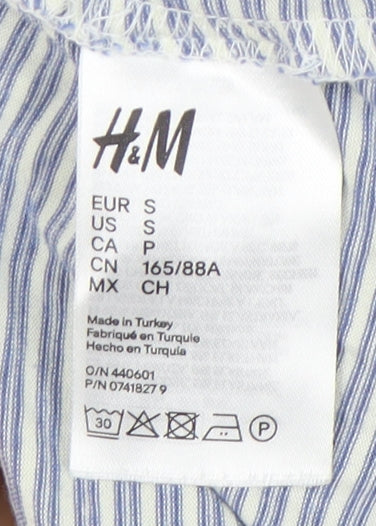 H&M
EUR S
US S
CA P
CN 165/88A
MX CH
Made in Turkey
Fabriqué en Turquie
Hecho en Turquía
O/N 440601
P/N 0741827 9
30 P